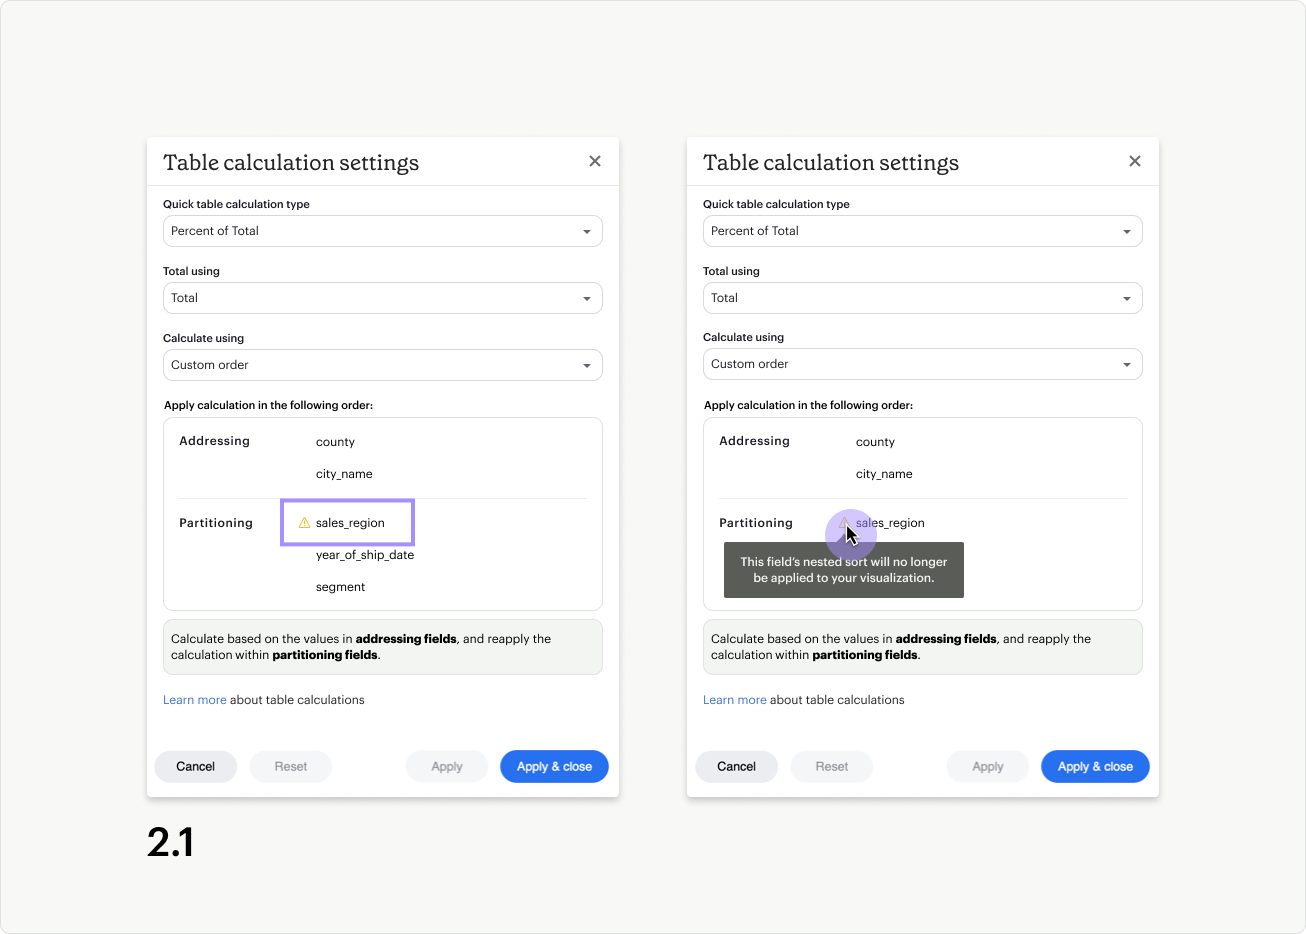 Table calculation settings
Quick table calculation type
Percent of Total
Total using
Total
Calculate using
Custom order
Apply calculation in the following order:
Addressing
county
city_name
Partitioning
sales_region
year_of_ship_date
segment
Calculate based on the values in addressing fields, and reapply the
calculation within partitioning fields.
Learn more about table calculations
Cancel
Reset
Apply
Apply & close
Table calculation settings
Quick table calculation type
Percent of Total
Total using
Total
Calculate using
Custom order
Apply calculation in the following order:
Addressing
county
city_name
Partitioning
sales_region
This field's nested sort will no longer
be applied to your visualization.
Calculate based on the values in addressing fields, and reapply the
calculation within partitioning fields.
Learn more about table calculations
Cancel
Reset
Apply
Apply & close
2.1